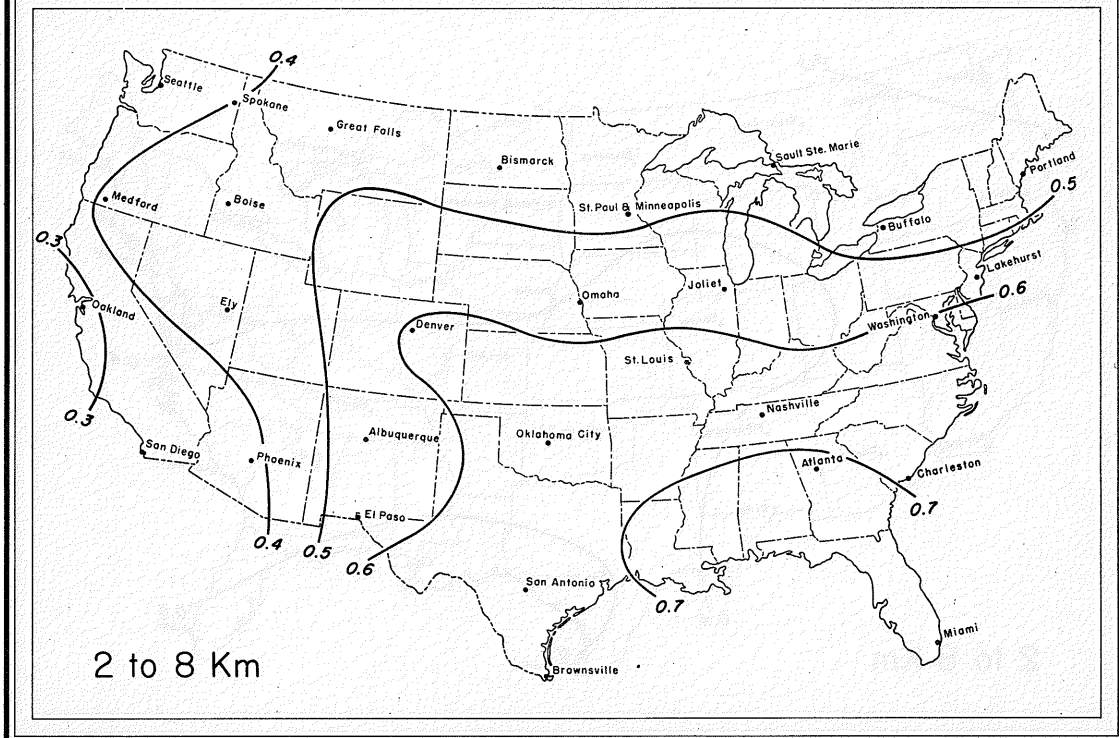 0.4
Seattle
Spokane
Great Falls
Bismarck
Sault Ste. Marie
Portland
0.5
Medford
Boise
St. Paul & Minneapolis
Buffalo
0.3
Lakehurst
Oakland
Ely
Omaha
Joliet
0.6
Denver
Washington
St. Louis
0.3
Nashville
San Diego
Phoenix
Albuquerque
Oklahoma City
Atlanta
Charleston
0.7
El Paso
0.4
0.5
0.6
San Antonio
0.7
Miami
2 to 8 Km
Brownsville